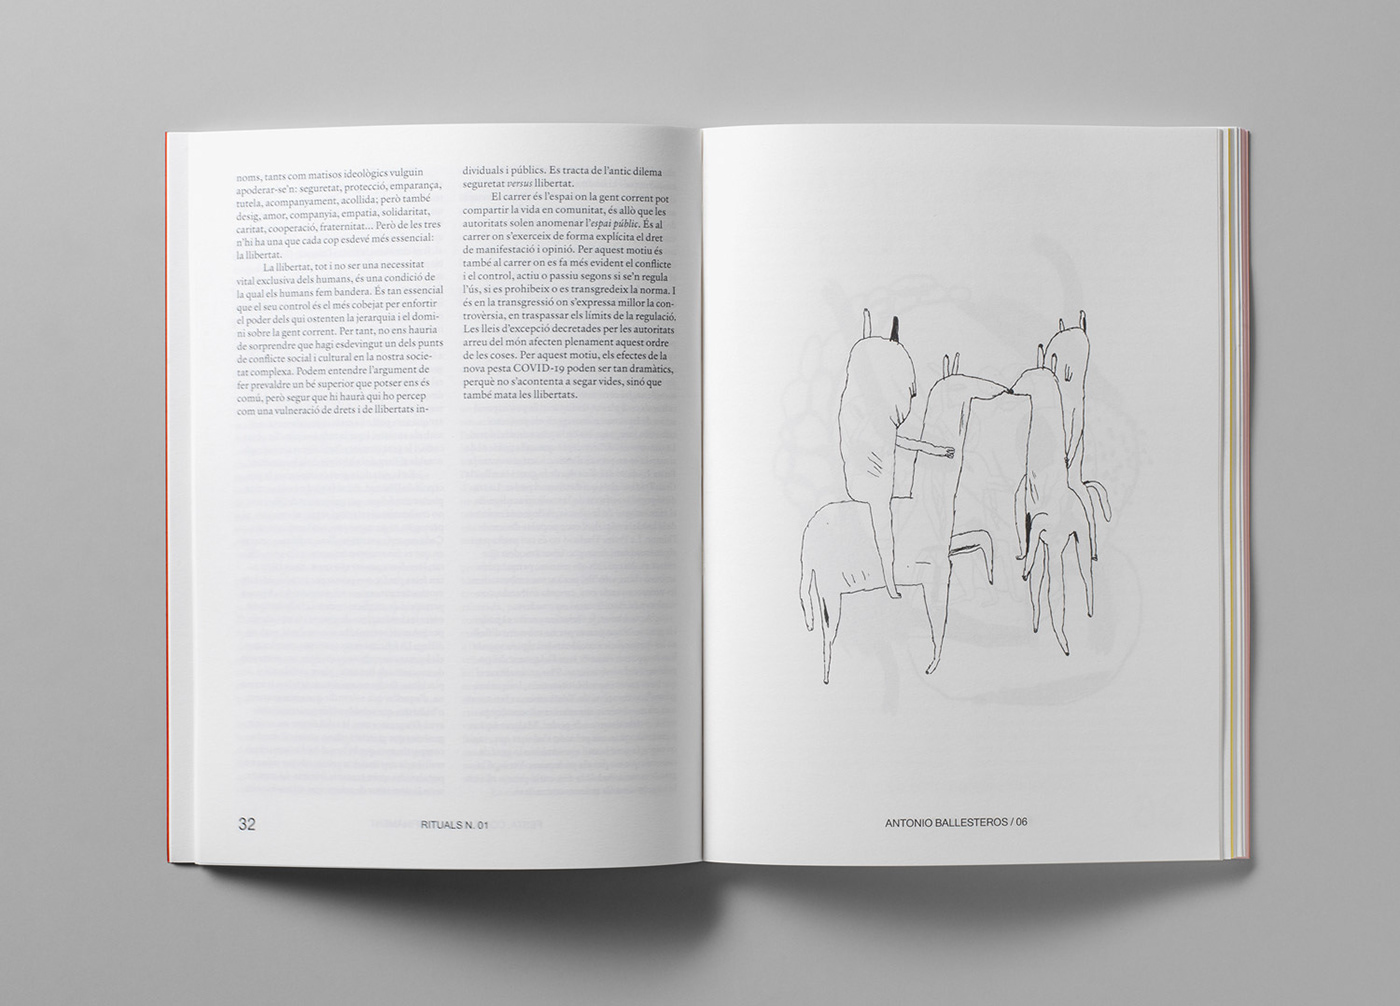 noms, tants com matisos ideològics vulguin
apoderar-se'n: seguretat, protecció, emparança,
tutela, acompanyament, acollida; però també
desig, amor, companyia, empatia, solidaritat,
caritat, cooperació, fraternitat... Però de les tres
n'hi ha una que cada cop esdevé més essencial:
la llibertat.
La llibertat, tot i no ser una necessitat
vital exclusiva dels humans, és una condició de
la qual els humans fem bandera. És tan essencial
que el seu control és el més cobejat per enfortir
el poder dels qui ostenten la jerarquia i el domi-
ni sobre la gent corrent. Per tant, no ens hauria
de sorprendre que hagi esdevingut un dels punts
de conflicte social i cultural en la nostra socie-
tat complexa. Podem entendre l'argument de
fer prevaldre un bé superior que potser ens és
comú, però segur que hi haurà qui ho percep
com una vulneració de drets i de llibertats in-
dividuals i públics. Es tracta de l'antic dilema
seguretat versus llibertat.
El carrer és l'espai on la gent corrent pot
compartir la vida en comunitat, és allò que les
autoritats solen anomenar l'espai públic. És al
carrer on s'exerceix de forma explícita el dret
de manifestació i opinió. Per aquest motiu és
també al carrer on es fa més evident el conflicte
i el control, actiu o passiu segons si se'n regula
l'ús, si es prohibeix o es transgredeix la norma. I
és en la transgressió on s'expressa millor la con-
trovèrsia, en traspassar els límits de la regulació.
Les lleis d'excepció decretades per les autoritats
arreu del món afecten plenament aquest ordre
de les coses. Per aquest motiu, els efectes de la
nova pesta COVID-19 poden ser tan dramàtics,
perquè no s'acontenta a segar vides, sinó que
també mata les llibertats.
32
RITUALS N. 01
ANTONIO BALLESTEROS / 06